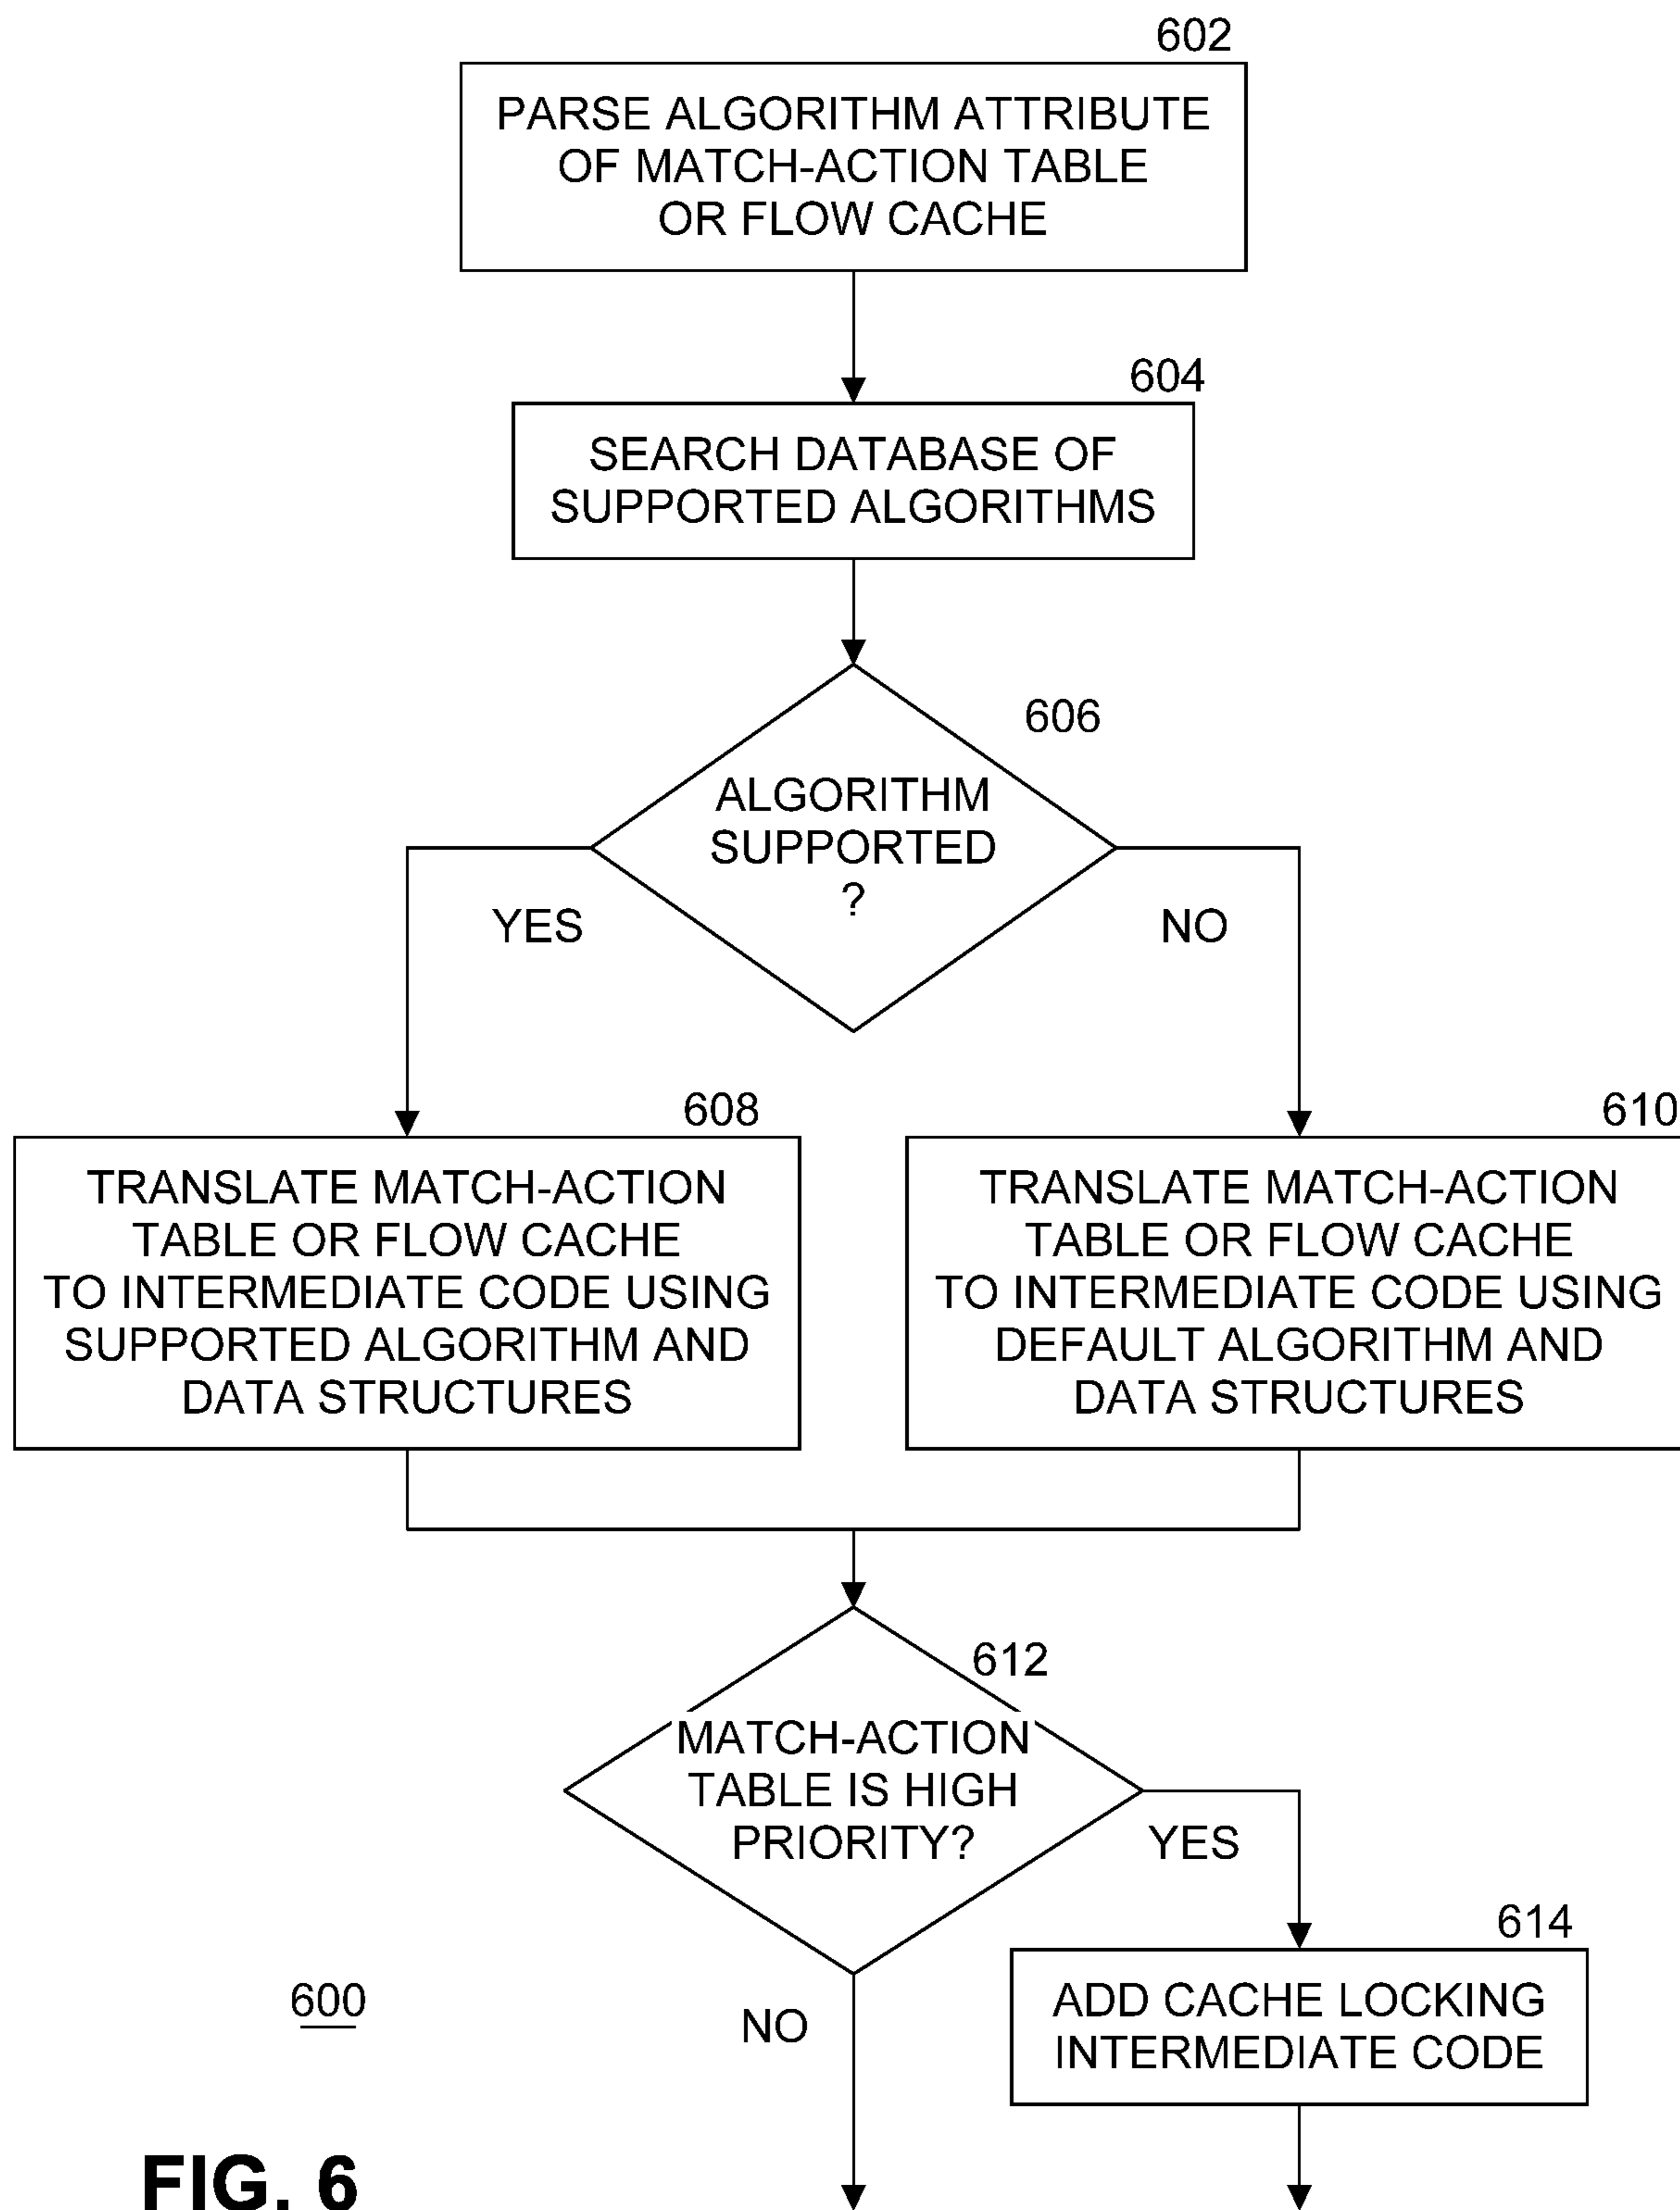 602
PARSE ALGORITHM ATTRIBUTE
OF MATCH-ACTION TABLE
OR FLOW CACHE
604
SEARCH DATABASE OF
SUPPORTED ALGORITHMS
606
ALGORITHM
SUPPORTED
?
YES
NO
608
TRANSLATE MATCH-ACTION
TABLE OR FLOW CACHE
TO INTERMEDIATE CODE USING
SUPPORTED ALGORITHM AND
DATA STRUCTURES
610
TRANSLATE MATCH-ACTION
TABLE OR FLOW CACHE
TO INTERMEDIATE CODE USING
DEFAULT ALGORITHM AND
DATA STRUCTURES
612
MATCH-ACTION
TABLE IS HIGH
PRIORITY?
YES
NO
614
ADD CACHE LOCKING
INTERMEDIATE CODE
600
FIG. 6